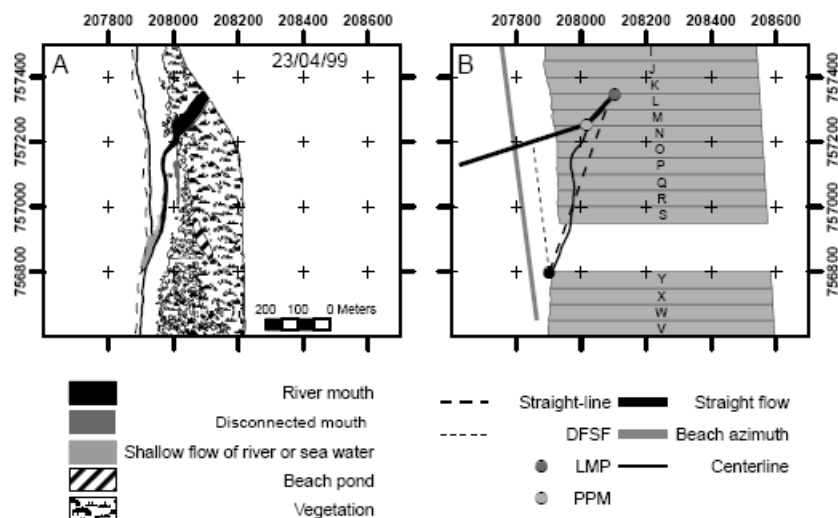 207800 208000 208200 208400 208600
207800 208000 208200 208400 208600
757400
757200
757000
756800
A
23/04/99
200 100 0 Meters
B
I
J
K
L
M
N
O
P
Q
R
S
Y
X
W
V
757400
757200
757000
756800
River mouth
Disconnected mouth
Shallow flow of river or sea water
Beach pond
Vegetation
Straight-line
Straight flow
DFSF
Beach azimuth
LMP
Centerline
PPM